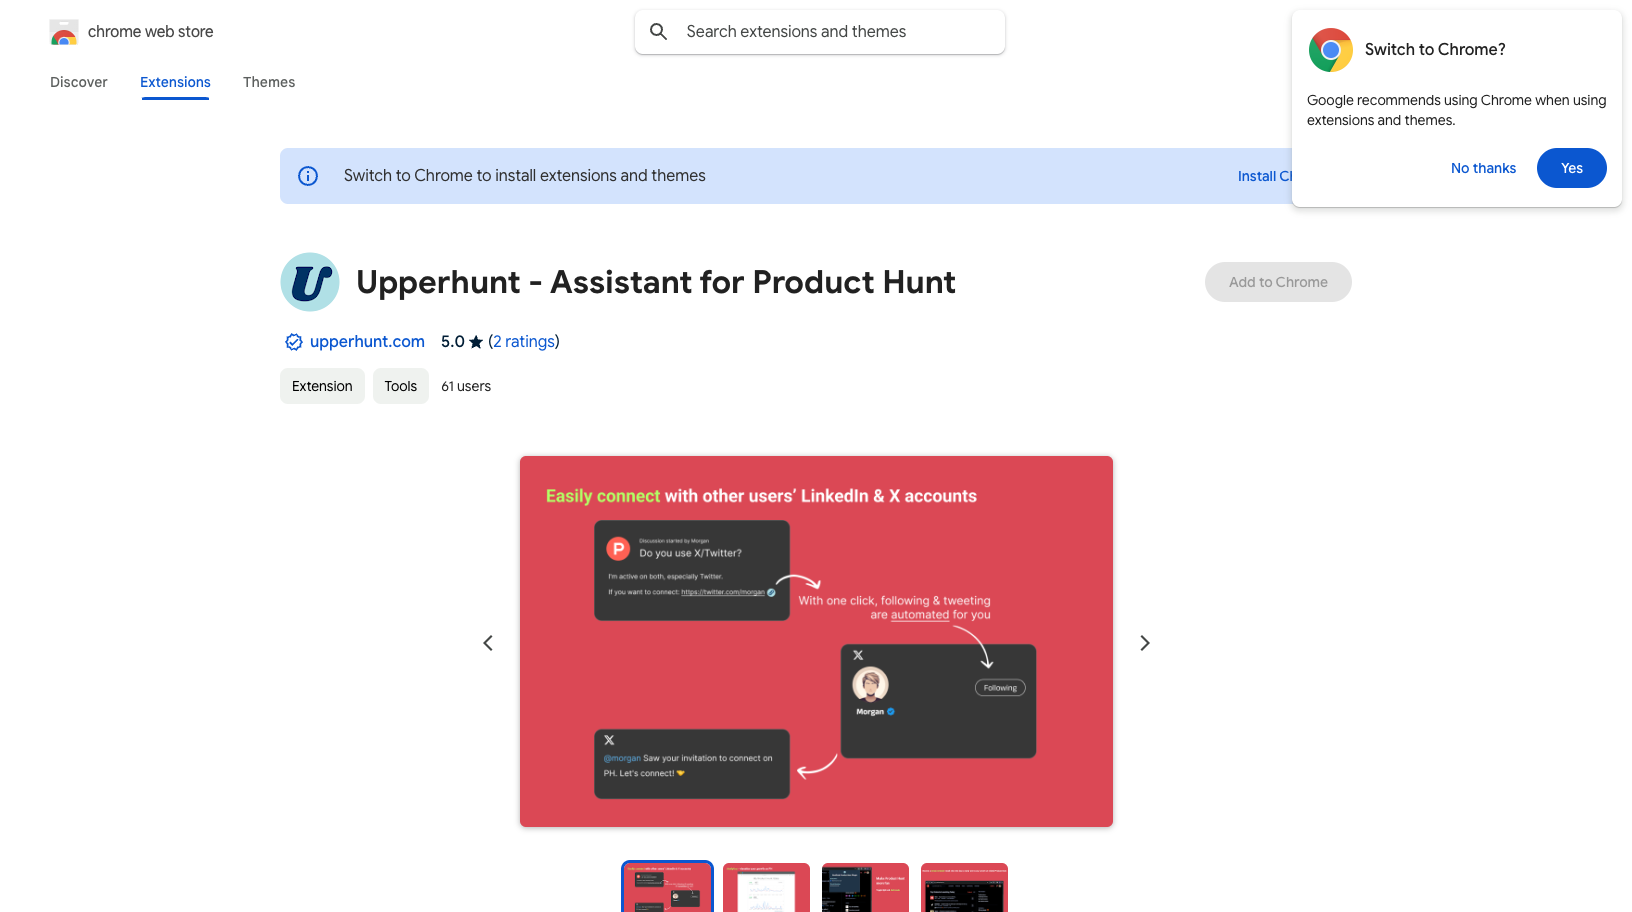 chrome web store
Search extensions and themes
Switch to Chrome?
Discover
Extensions
Themes
Google recommends using Chrome when using
extensions and themes.
No thanks
Yes
Switch to Chrome to install extensions and themes
Install
U
Upperhunt - Assistant for Product Hunt
Add to Chrome
upperhunt.com
5.0 ★ (2 ratings)
Extension
Tools
61 users
Easily connect with other users' LinkedIn & X accounts
P
Discussion started by Morgan
Do you use X/Twitter?
I'm active on both, especially Twitter.
If you want to connect: https://twitter.com/morgan
With one click, following & tweeting
are automated for you
X
Following
Morgan
X
@morgan Saw your invitation to connect on
PH. Let's connect! 🤝